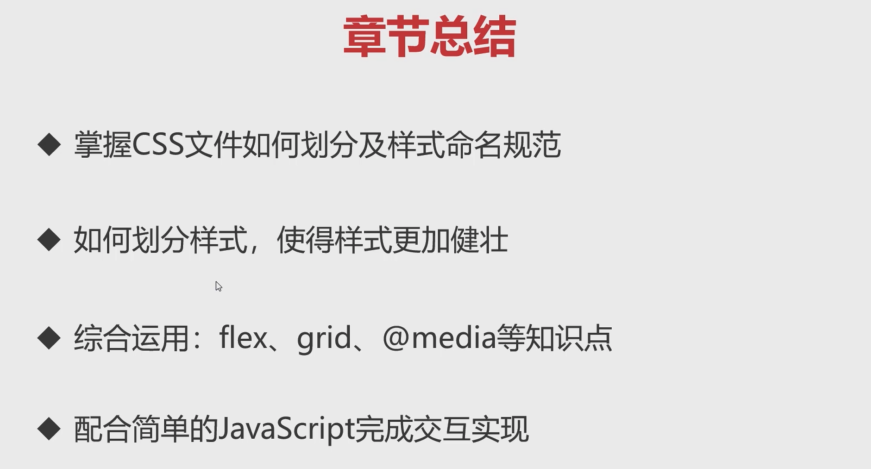 章节总结
◆ 掌握CSS文件如何划分及样式命名规范
◆ 如何划分样式，使得样式更加健壮
◆ 综合运用：flex、grid、@media等知识点
◆ 配合简单的JavaScript完成交互实现